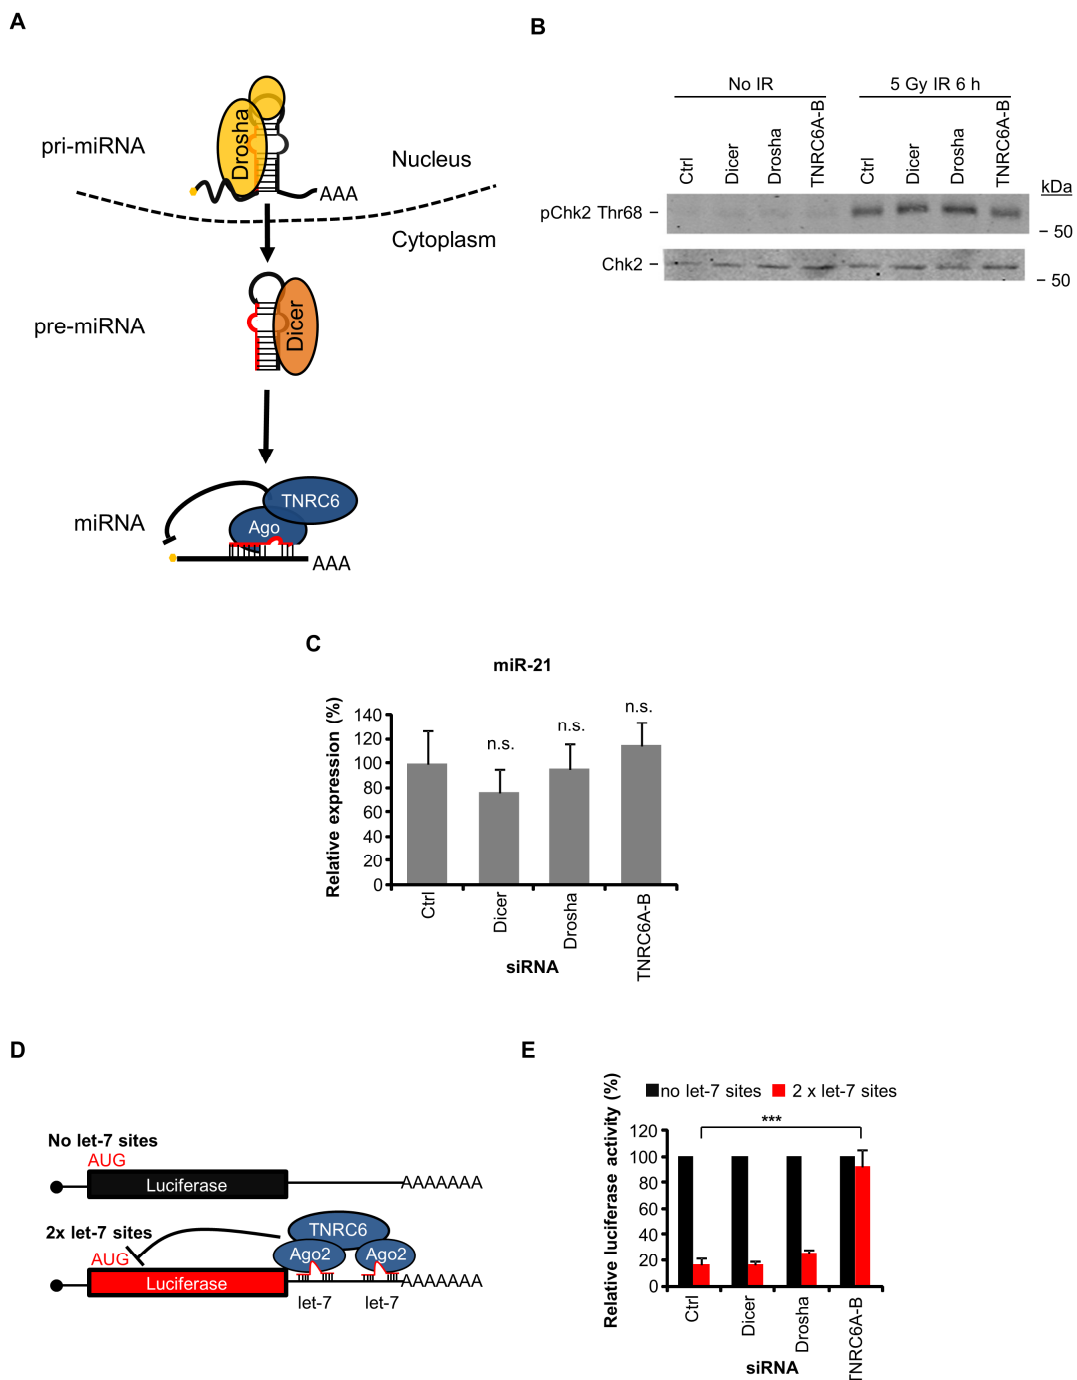 A
pri-miRNA
Drosha
Nucleus
AAA
Cytoplasm
pre-miRNA
Dicer
miRNA
TNRC6
Ago
AAA
B
No IR
5 Gy IR 6 h
Ctrl
Dicer
Drosha
TNRC6A-B
Ctrl
Dicer
Drosha
TNRC6A-B
kDa
pChk2 Thr68 –
– 50
Chk2 –
– 50
C
miR-21
Relative expression (%)
140
120
100
80
60
40
20
0
n.s.
n.s.
n.s.
Ctrl
Dicer
Drosha
TNRC6A-B
siRNA
D
No let-7 sites
AUG
Luciferase
AAAAAAA
2x let-7 sites
AUG
Luciferase
TNRC6
Ago2
Ago2
AAAAAAA
let-7
let-7
E
no let-7 sites
2 x let-7 sites
Relative luciferase activity (%)
120
100
80
60
40
20
0
***
Ctrl
Dicer
Drosha
TNRC6A-B
siRNA